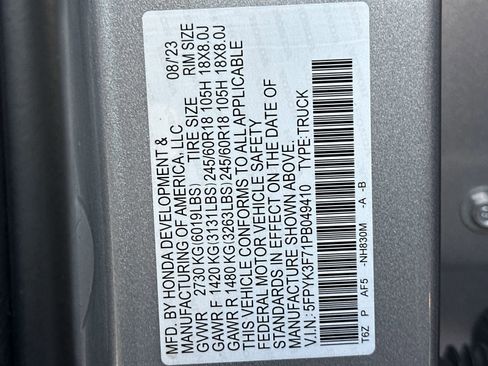 MFD. BY HONDA DEVELOPMENT & 08/23
MANUFACTURING OF AMERICA, LLC
TIRE SIZE RIM SIZE
GVWR 2730 KG(6019LBS)
GAWR F 1420 KG(3131LBS)245/60R18 105H 18X8.0J
GAWR R 1480 KG(3263LBS)245/60R18 105H 18X8.0J
THIS VEHICLE CONFORMS TO ALL APPLICABLE
FEDERAL MOTOR VEHICLE SAFETY
STANDARDS IN EFFECT ON THE DATE OF
MANUFACTURE SHOWN ABOVE.
V.I.N.: 5FPYK3F71PB049410 TYPE:TRUCK
T6Z P AF5 -NH830M -A -B